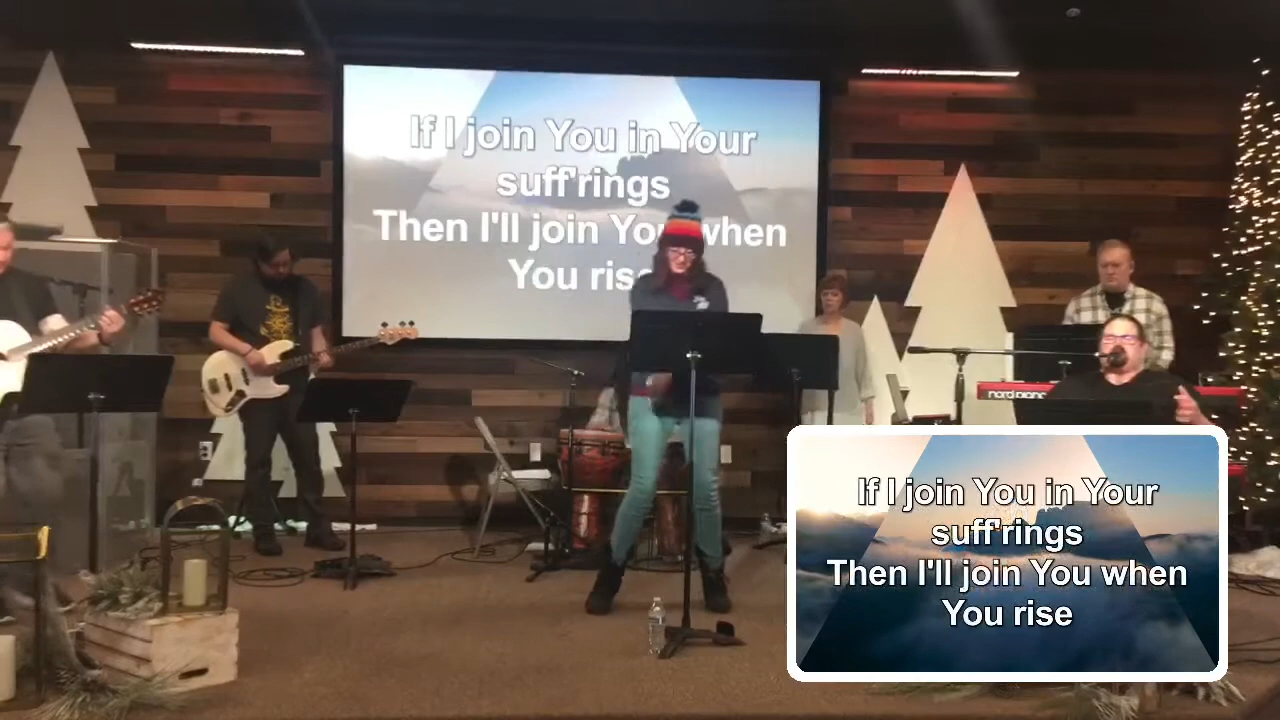 If I join You in Your
suff'rings
Then I'll join You when
You rise
nord piano
If I join You in Your
suff'rings
Then I'll join You when
You rise